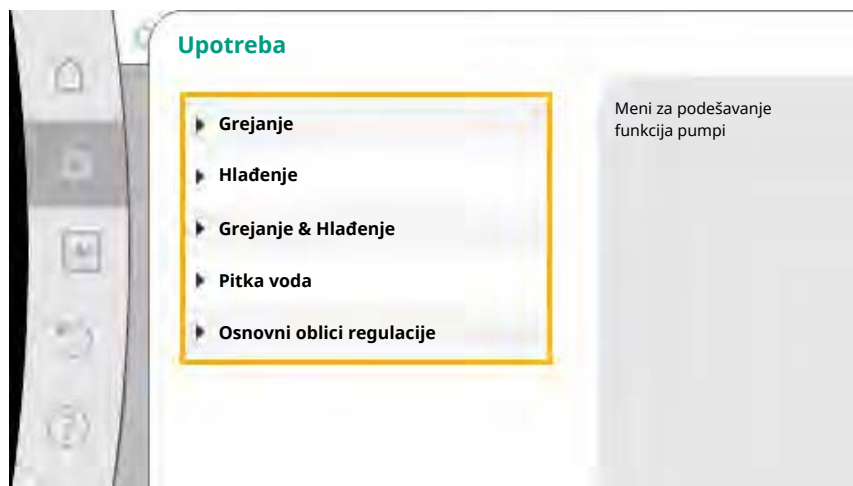 Upotreba
Grejanje
Hlađenje
Grejanje & Hlađenje
Pitka voda
Osnovni oblici regulacije
Meni za podešavanje
funkcija pumpi